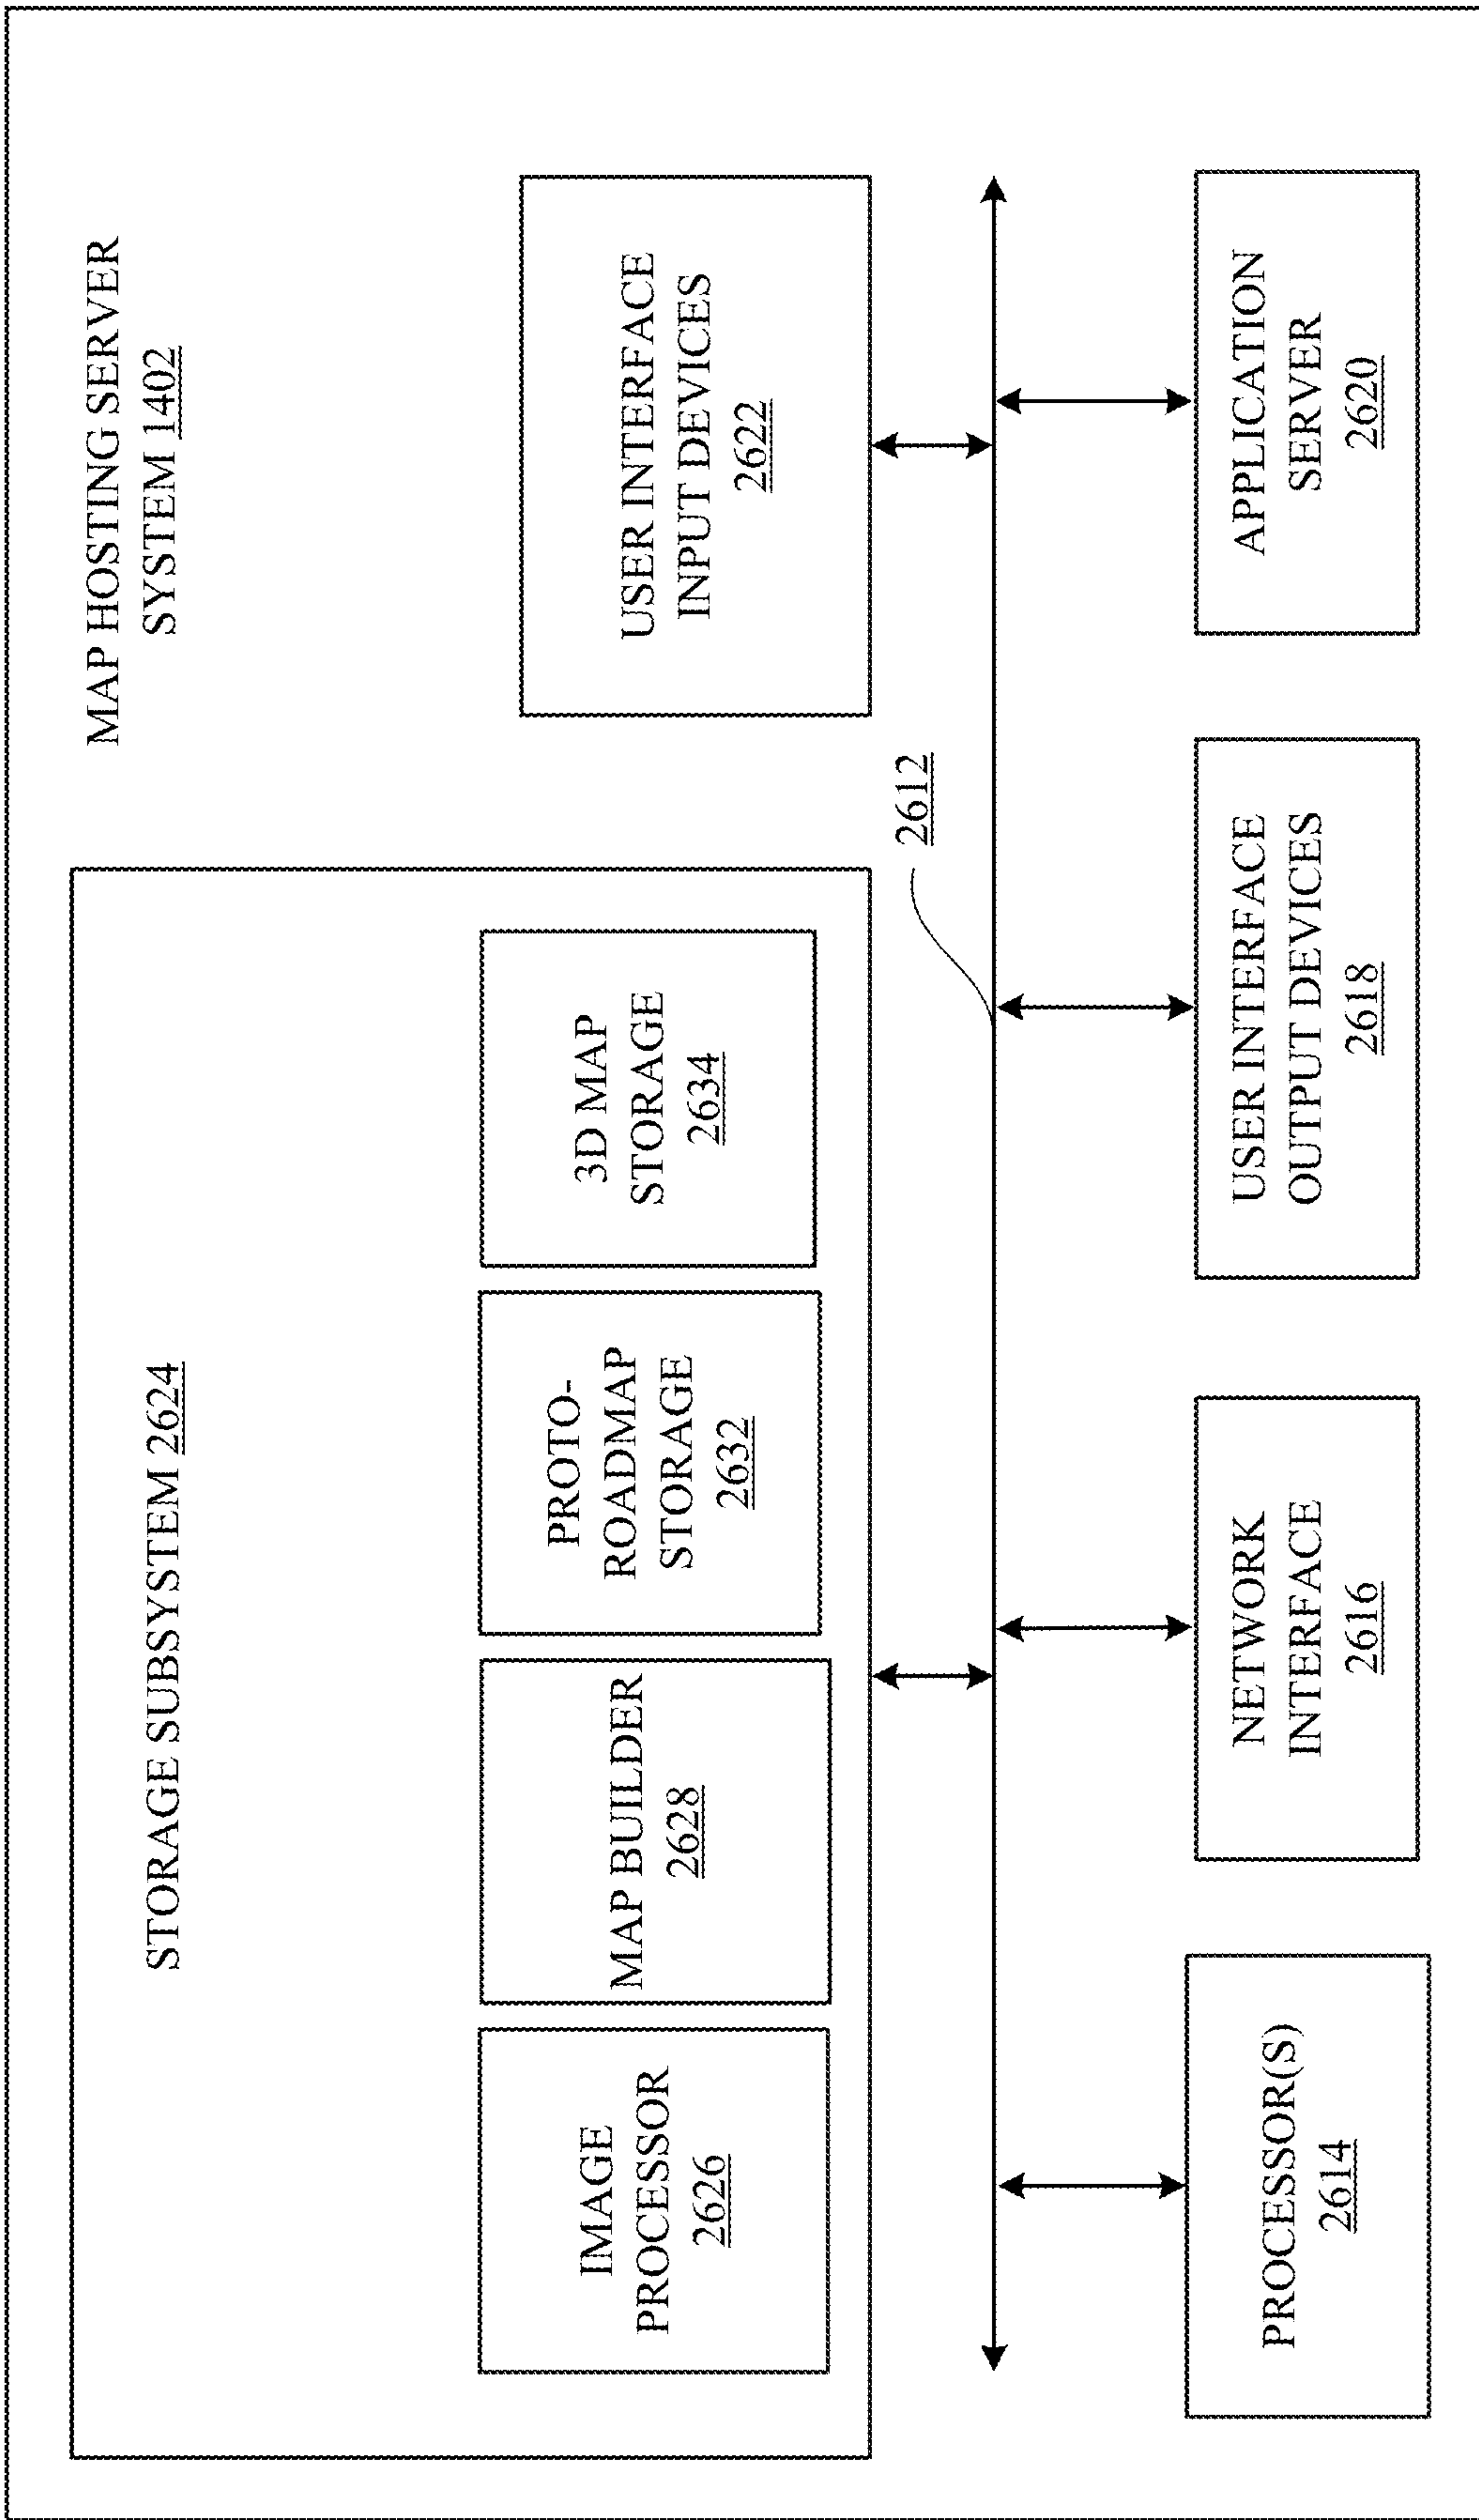 MAP HOSTING SERVER
SYSTEM 1402
STORAGE SUBSYSTEM 2624
IMAGE
PROCESSOR
2626
MAP BUILDER
2628
PROTO-
ROADMAP
STORAGE
2632
3D MAP
STORAGE
2634
USER INTERFACE
INPUT DEVICES
2622
2612
PROCESSOR(S)
2614
NETWORK
INTERFACE
2616
USER INTERFACE
OUTPUT DEVICES
2618
APPLICATION
SERVER
2620